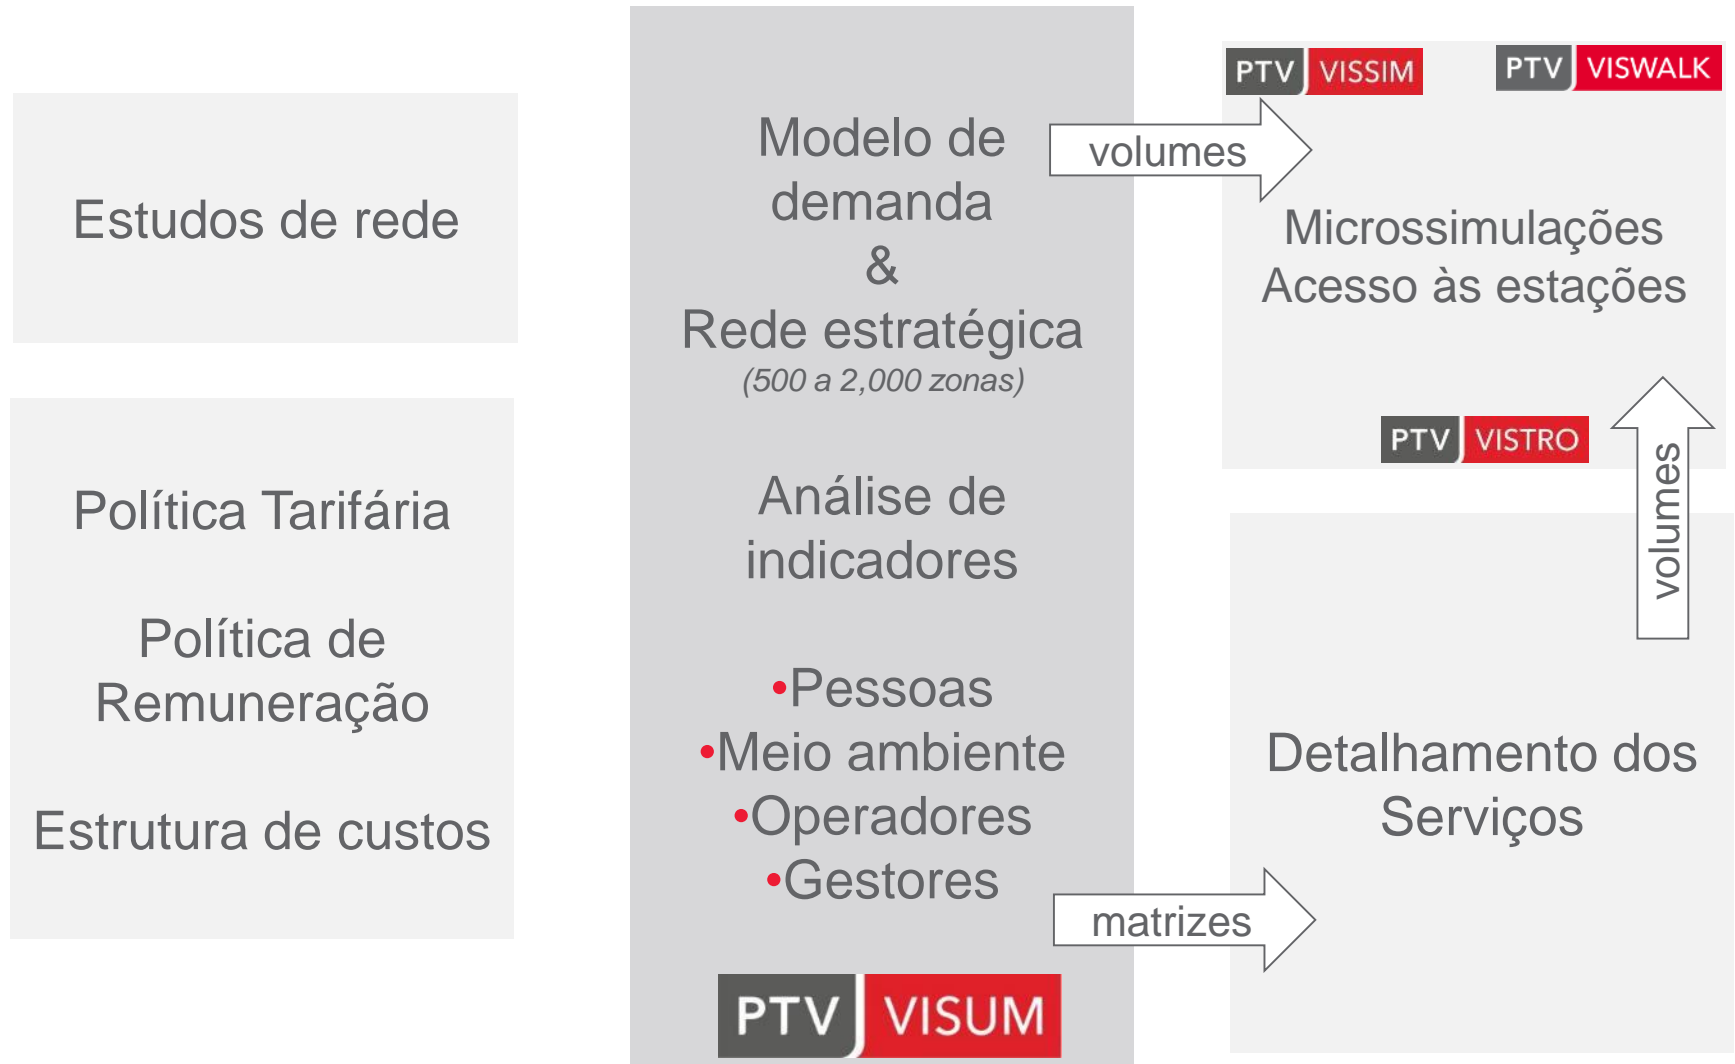 Estudos de rede
Política Tarifária
Política de
Remuneração
Estrutura de custos
Modelo de
demanda
&
Rede estratégica
(500 a 2,000 zonas)
Análise de
indicadores
•Pessoas
•Meio ambiente
•Operadores
•Gestores
PTV VISUM
volumes
matrizes
PTV VISSIM
PTV VISWALK
Microssimulações
Acesso às estações
PTV VISTRO
volumes
Detalhamento dos
Serviços